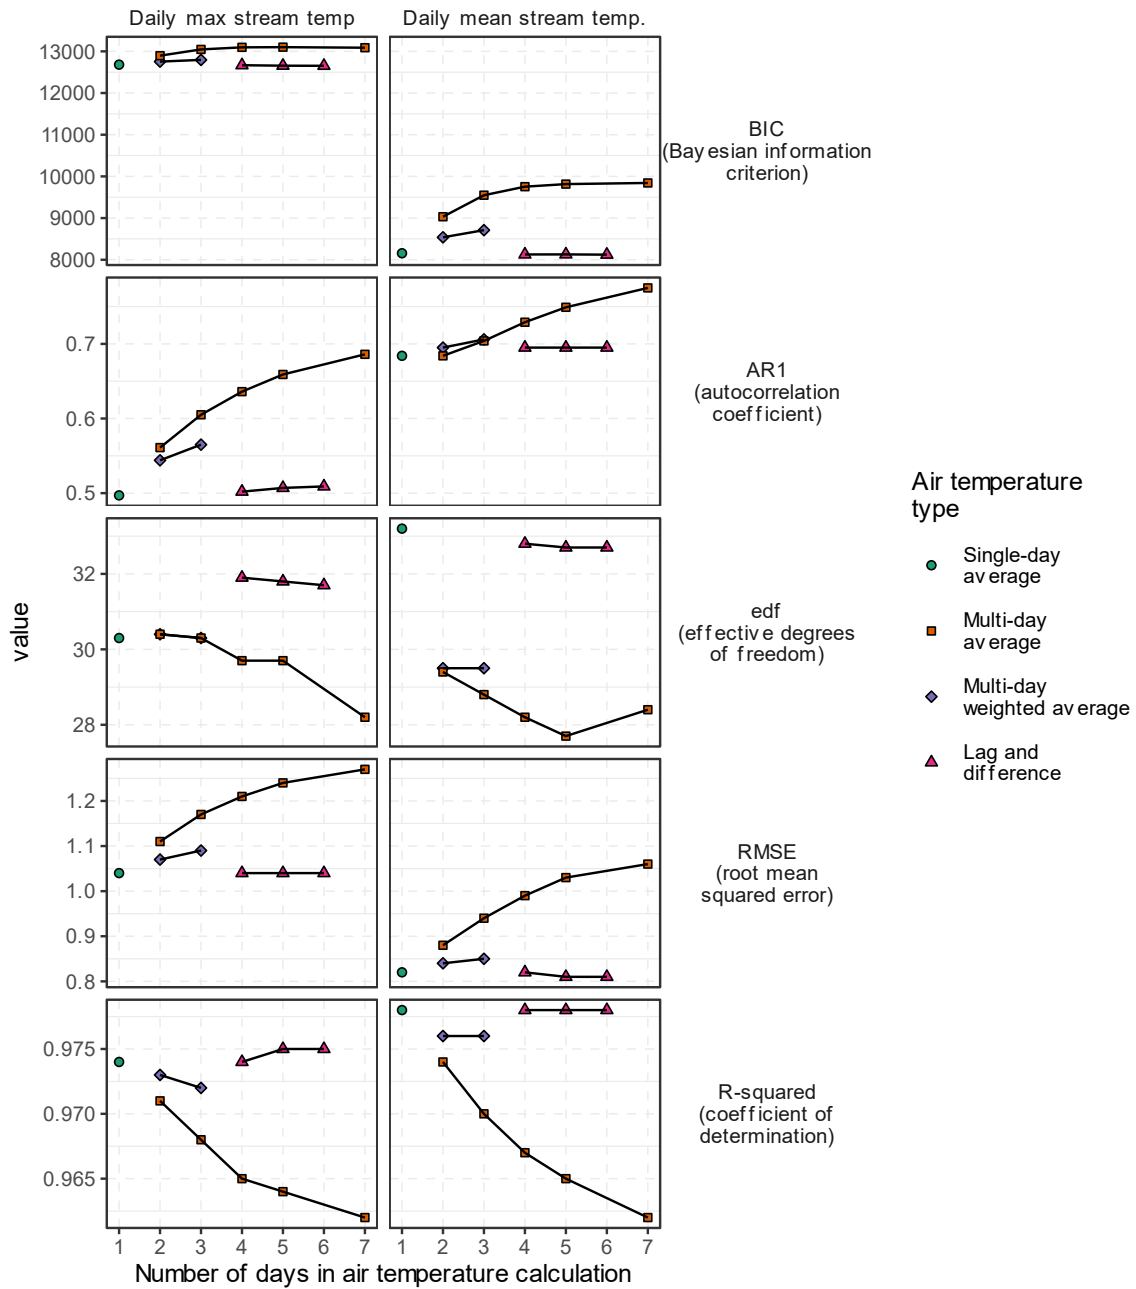 Daily max stream temp
Daily mean stream temp.
13000
12000
11000
10000
9000
8000
BIC
(Bayesian information
criterion)
0.7
0.6
0.5
AR1
(autocorrelation
coefficient)
32
30
28
edf
(effective degrees
of freedom)
1.2
1.1
1.0
0.9
0.8
RMSE
(root mean
squared error)
0.975
0.970
0.965
R-squared
(coefficient of
determination)
1 2 3 4 5 6 7
1 2 3 4 5 6 7
Number of days in air temperature calculation
value
Air temperature
type
Single-day
average
Multi-day
average
Multi-day
weighted average
Lag and
difference